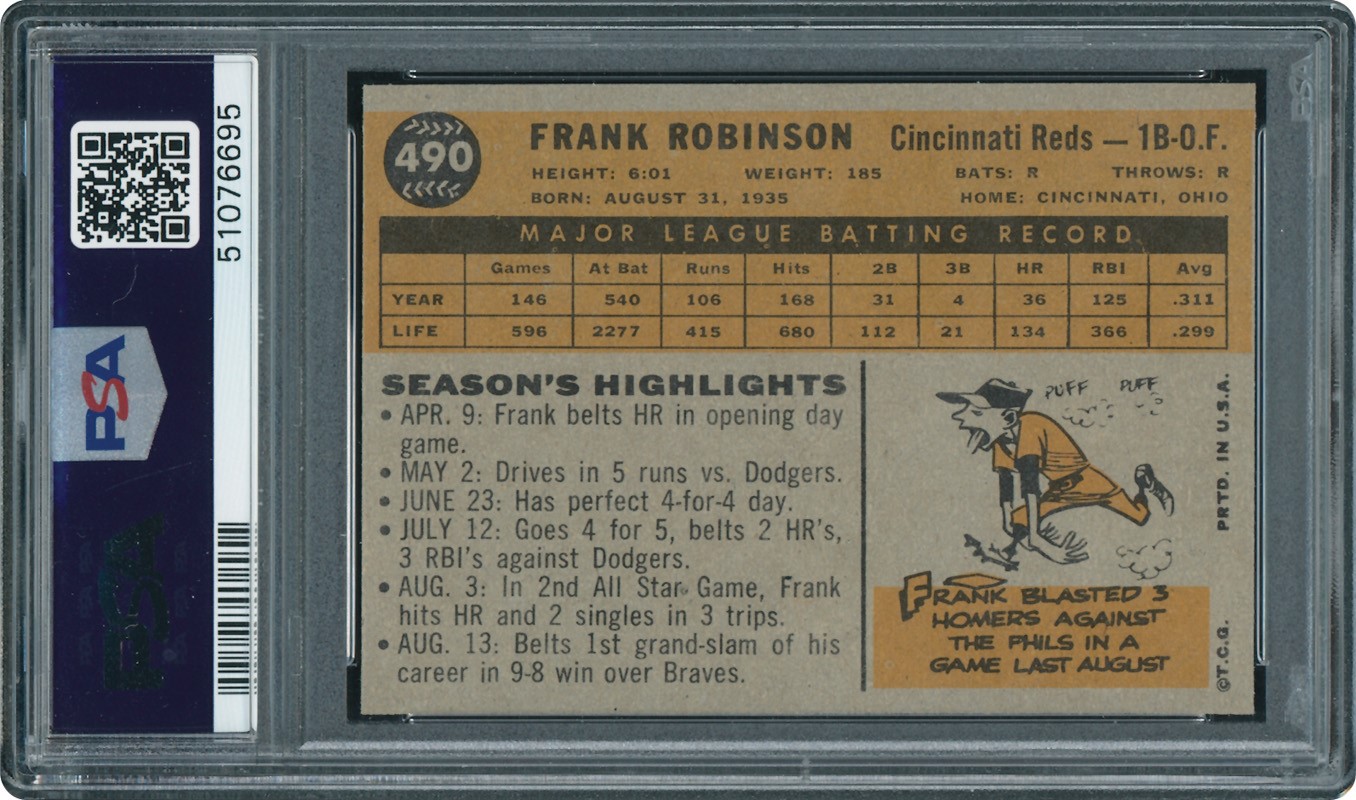 51076695
PSA
PSA
490
FRANK ROBINSON Cincinnati Reds — 1B-O.F.
HEIGHT: 6:01 WEIGHT: 185 BATS: R THROWS: R
BORN: AUGUST 31, 1935 HOME: CINCINNATI, OHIO
MAJOR LEAGUE BATTING RECORD
Games At Bat Runs Hits 2B 3B HR RBI Avg
YEAR 146 540 106 168 31 4 36 125 .311
LIFE 596 2277 415 680 112 21 134 366 .299
SEASON'S HIGHLIGHTS
• APR. 9: Frank belts HR in opening day
game.
• MAY 2: Drives in 5 runs vs. Dodgers.
• JUNE 23: Has perfect 4-for-4 day.
• JULY 12: Goes 4 for 5, belts 2 HR's,
3 RBI's against Dodgers.
• AUG. 3: In 2nd All Star Game, Frank
hits HR and 2 singles in 3 trips.
• AUG. 13: Belts 1st grand-slam of his
career in 9-8 win over Braves.
PUFF PUFF
FRANK BLASTED 3
HOMERS AGAINST
THE PHILS IN A
GAME LAST AUGUST
©T.C.G. PRTD. IN U.S.A.
PSA
PSA